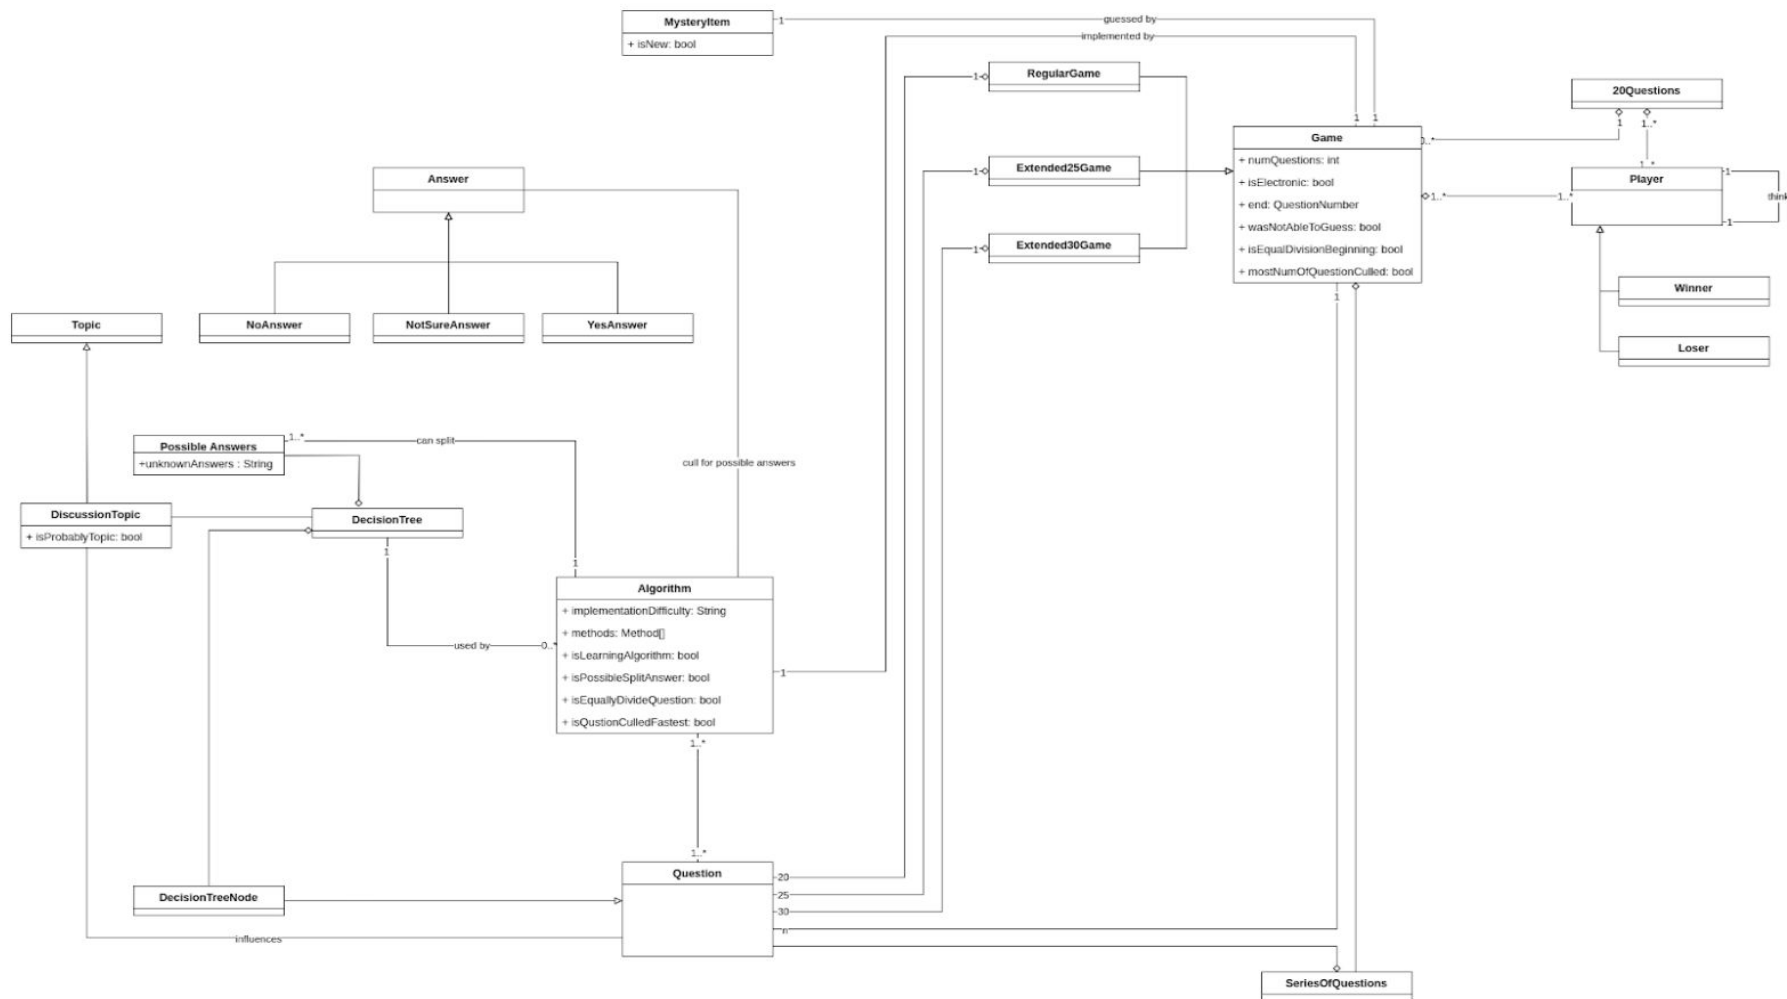 MysteryItem
+ isNew: bool
1
guessed by
implemented by
RegularGame
1
Extended25Game
1
Extended30Game
1
1
1
Game
+ numQuestions: int
+ isElectronic: bool
+ end: QuestionNumber
+ wasNotAbleToGuess: bool
+ isEqualDivisionBeginning: bool
+ mostNumOfQuestionCulled: bool
0..*
1..*
1..*
1
20Questions
1
1..*
1..*
Player
1
think
1
Winner
Loser
Answer
NoAnswer
NotSureAnswer
YesAnswer
Topic
Possible Answers
+unknownAnswers : String
1..*
can split
cull for possible answers
DiscussionTopic
+ isProbablyTopic: bool
DecisionTree
1
1
Algorithm
+ implementationDifficulty: String
+ methods: Method[]
+ isLearningAlgorithm: bool
+ isPossibleSplitAnswer: bool
+ isEquallyDivideQuestion: bool
+ isQustionCulledFastest: bool
used by
0..*
1
1..*
1..*
Question
20
25
30
n
DecisionTreeNode
influences
SeriesOfQuestions